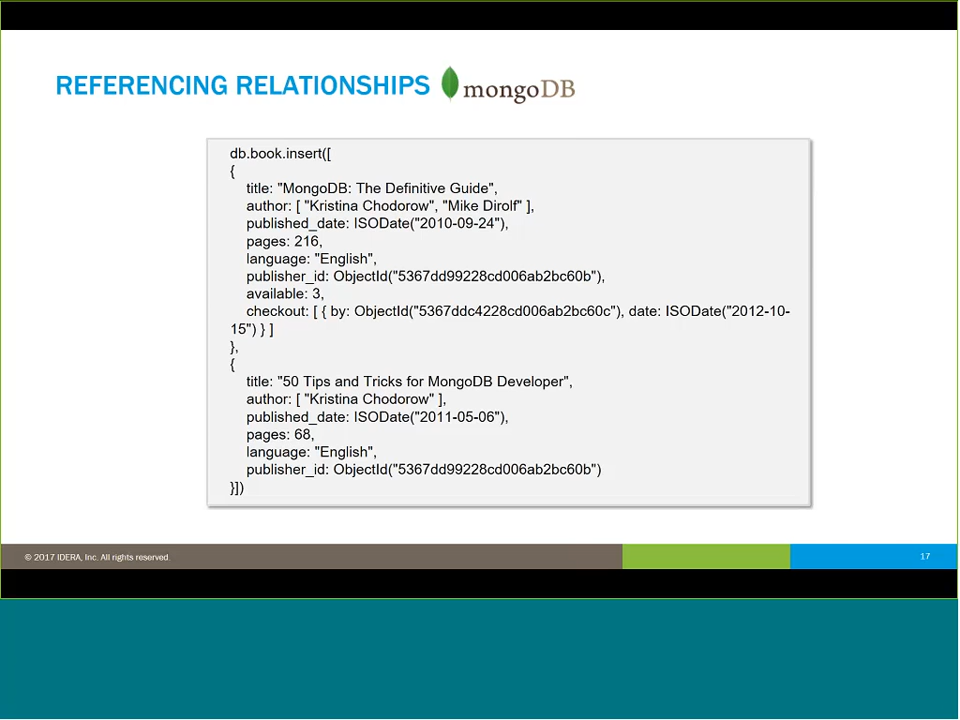 REFERENCING RELATIONSHIPS mongoDB
db.book.insert([
{
title: "MongoDB: The Definitive Guide",
author: [ "Kristina Chodorow", "Mike Dirolf" ],
published_date: ISODate("2010-09-24"),
pages: 216,
language: "English",
publisher_id: ObjectId("5367dd99228cd006ab2bc60b"),
available: 3,
checkout: [ { by: ObjectId("5367ddc4228cd006ab2bc60c"), date: ISODate("2012-10-
15") } ]
},
{
title: "50 Tips and Tricks for MongoDB Developer",
author: [ "Kristina Chodorow" ],
published_date: ISODate("2011-05-06"),
pages: 68,
language: "English",
publisher_id: ObjectId("5367dd99228cd006ab2bc60b")
}])
© 2017 IDERA, Inc. All rights reserved.
17